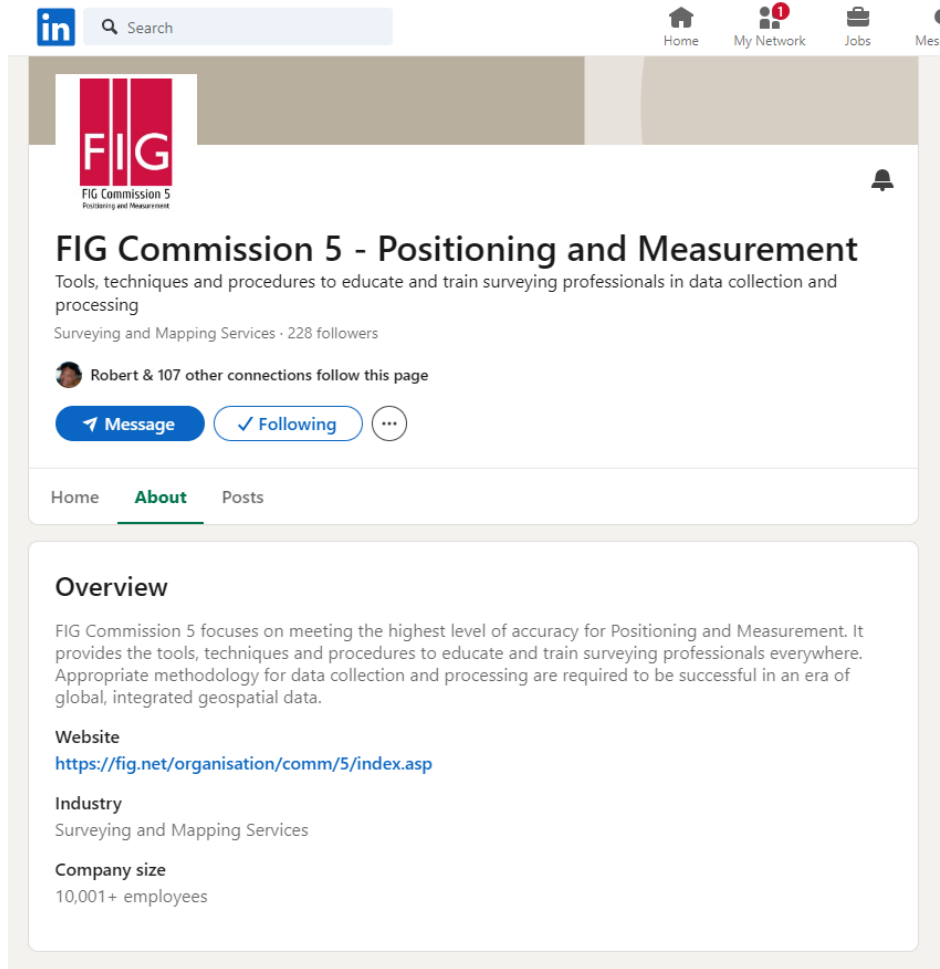 in
Search
1
Home
My Network
Jobs
Mes
FIG
FIG Commission 5
Positioning and Measurement
FIG Commission 5 - Positioning and Measurement
Tools, techniques and procedures to educate and train surveying professionals in data collection and
processing
Surveying and Mapping Services · 228 followers
Robert & 107 other connections follow this page
Message
Following
Home
About
Posts
Overview
FIG Commission 5 focuses on meeting the highest level of accuracy for Positioning and Measurement. It
provides the tools, techniques and procedures to educate and train surveying professionals everywhere.
Appropriate methodology for data collection and processing are required to be successful in an era of
global, integrated geospatial data.
Website
https://fig.net/organisation/comm/5/index.asp
Industry
Surveying and Mapping Services
Company size
10,001+ employees